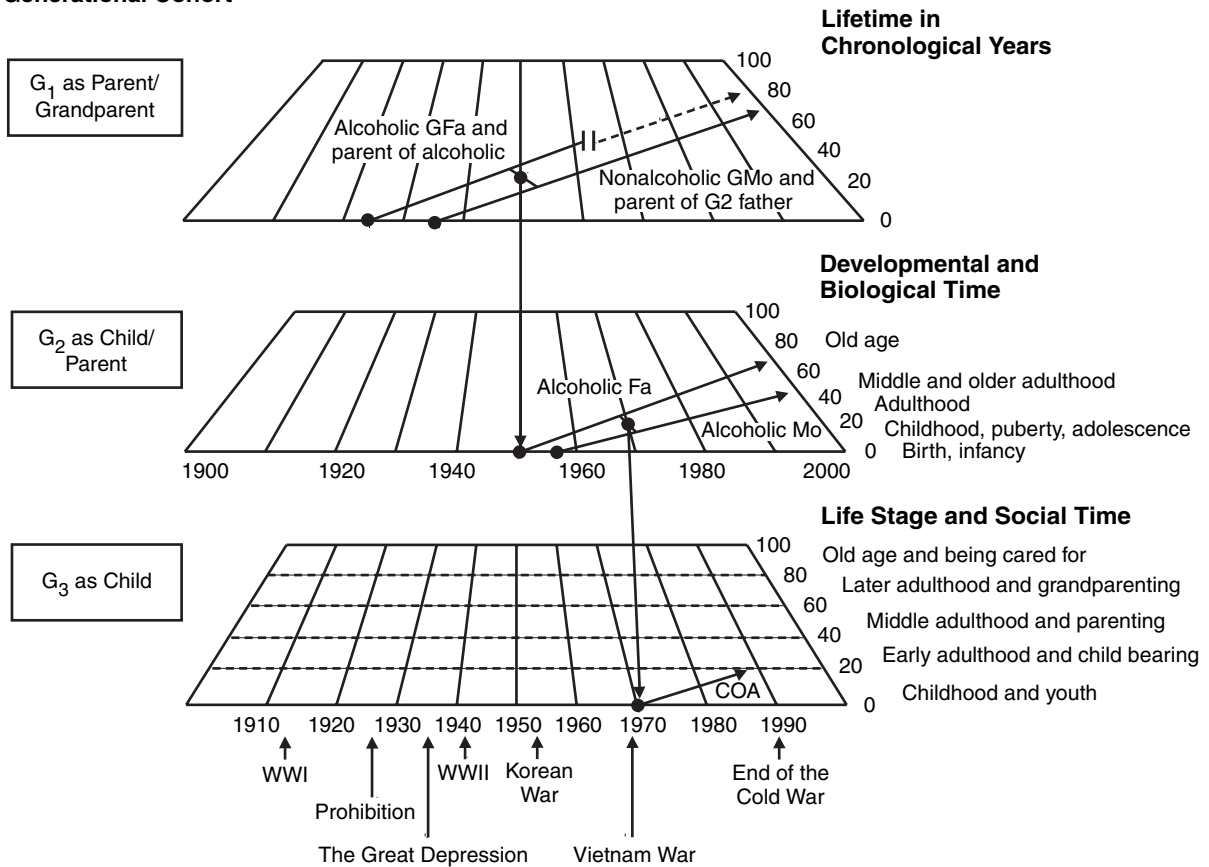 Generational Cohort
Lifetime in
Chronological Years
G1 as Parent/
Grandparent
100
80
60
40
20
0
Alcoholic GFa and
parent of alcoholic
Nonalcoholic GMo and
parent of G2 father
Developmental and
Biological Time
G2 as Child/
Parent
100
80 Old age
60
Middle and older adulthood
40
Adulthood
20
Childhood, puberty, adolescence
0 Birth, infancy
Alcoholic Fa
Alcoholic Mo
1900 1920 1940 1960 1980 2000
Life Stage and Social Time
G3 as Child
100 Old age and being cared for
80 Later adulthood and grandparenting
60
Middle adulthood and parenting
40
Early adulthood and child bearing
20
0 Childhood and youth
COA
1910 1920 1930 1940 1950 1960 1970 1980 1990
WWI
WWII
Korean
War
End of the
Cold War
Prohibition
The Great Depression
Vietnam War